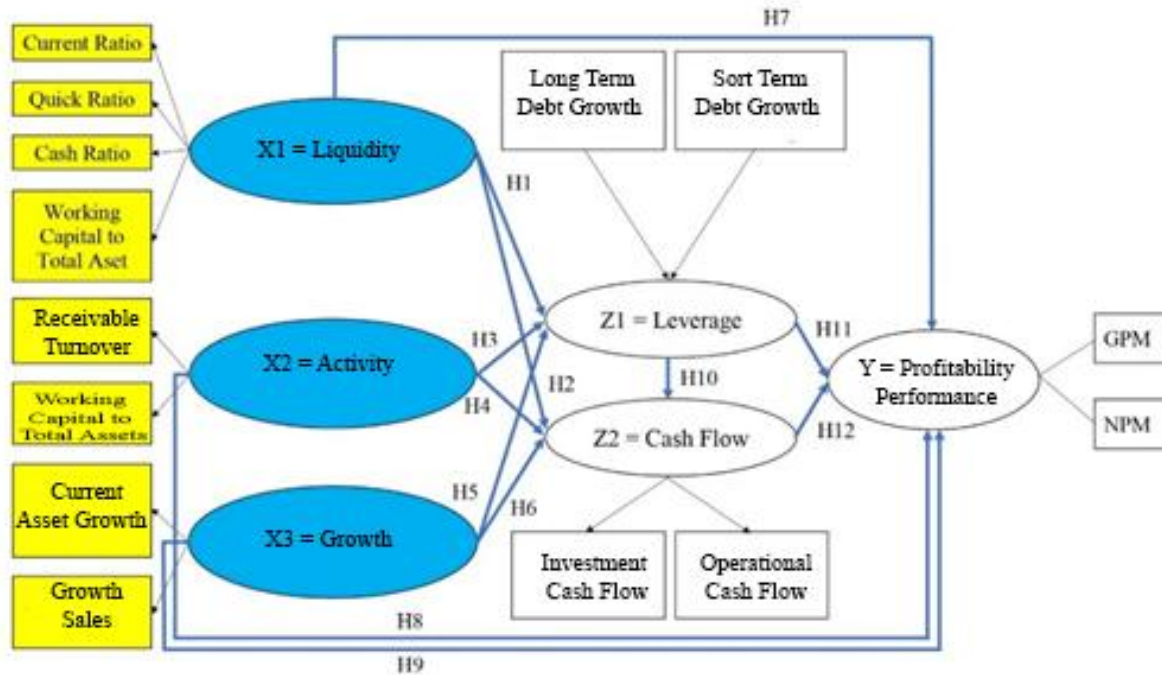 H7
Current Ratio
Quick Ratio
Cash Ratio
Working
Capital to
Total Aset
Receivable
Turnover
Working
Capital to
Total Assets
Current
Asset Growth
Growth
Sales
X1 = Liquidity
X2 = Activity
X3 = Growth
Long Term
Debt Growth
Sort Term
Debt Growth
H1
H3
H2
H4
H5
H6
Z1 = Leverage
H10
Z2 = Cash Flow
H11
H12
Investment
Cash Flow
Operational
Cash Flow
Y = Profitability
Performance
GPM
NPM
H8
H9